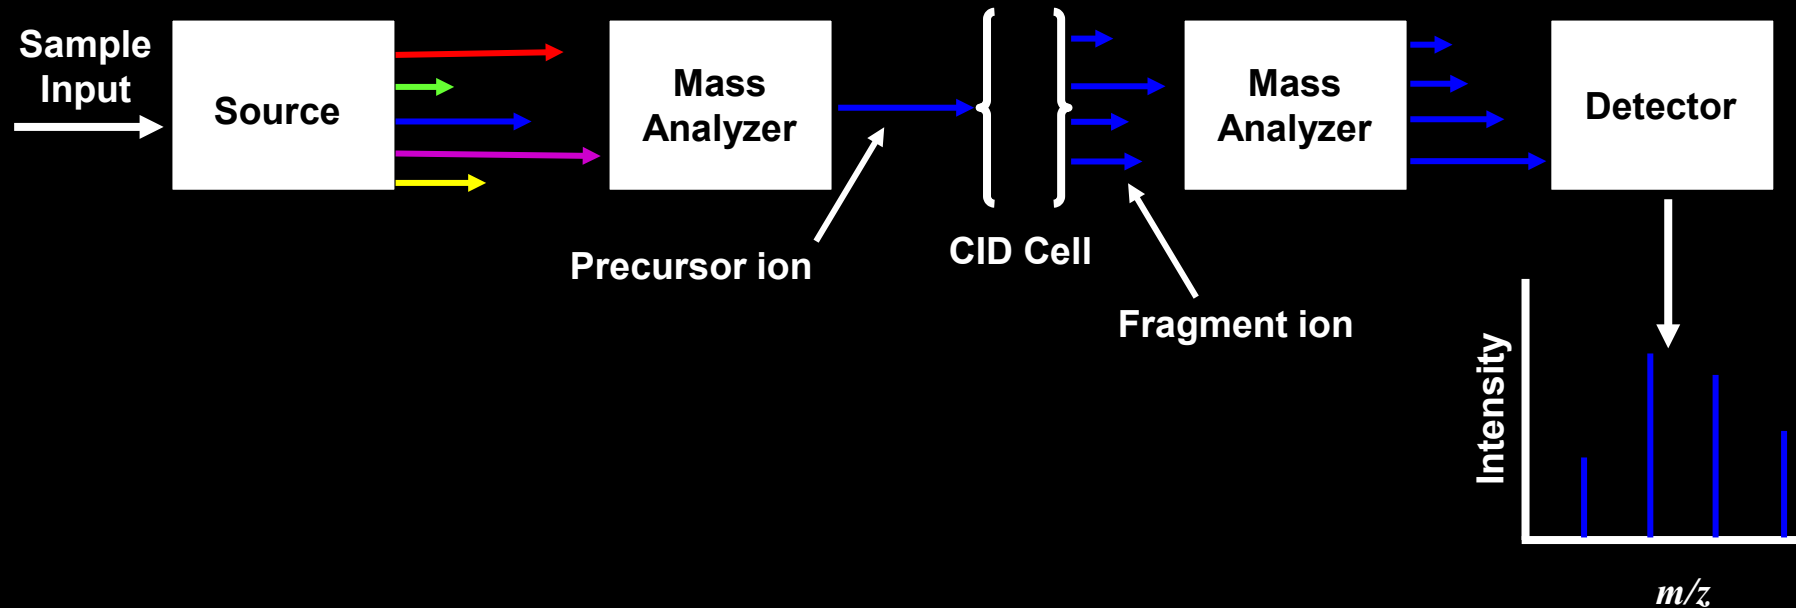 Sample
Input
Source
Mass
Analyzer
Precursor ion
CID Cell
Fragment ion
Mass
Analyzer
Detector
Intensity
m/z